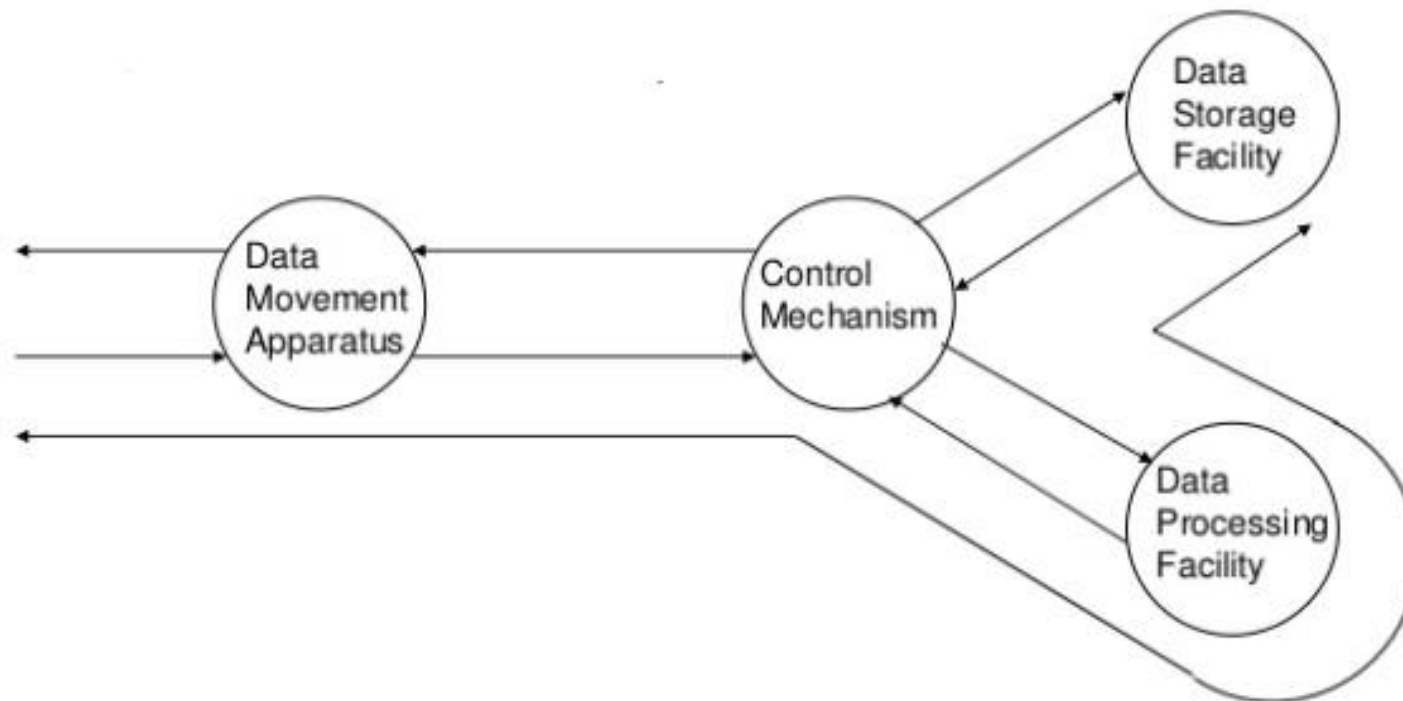 Data
Storage
Facility
Data
Movement
Apparatus
Control
Mechanism
Data
Processing
Facility